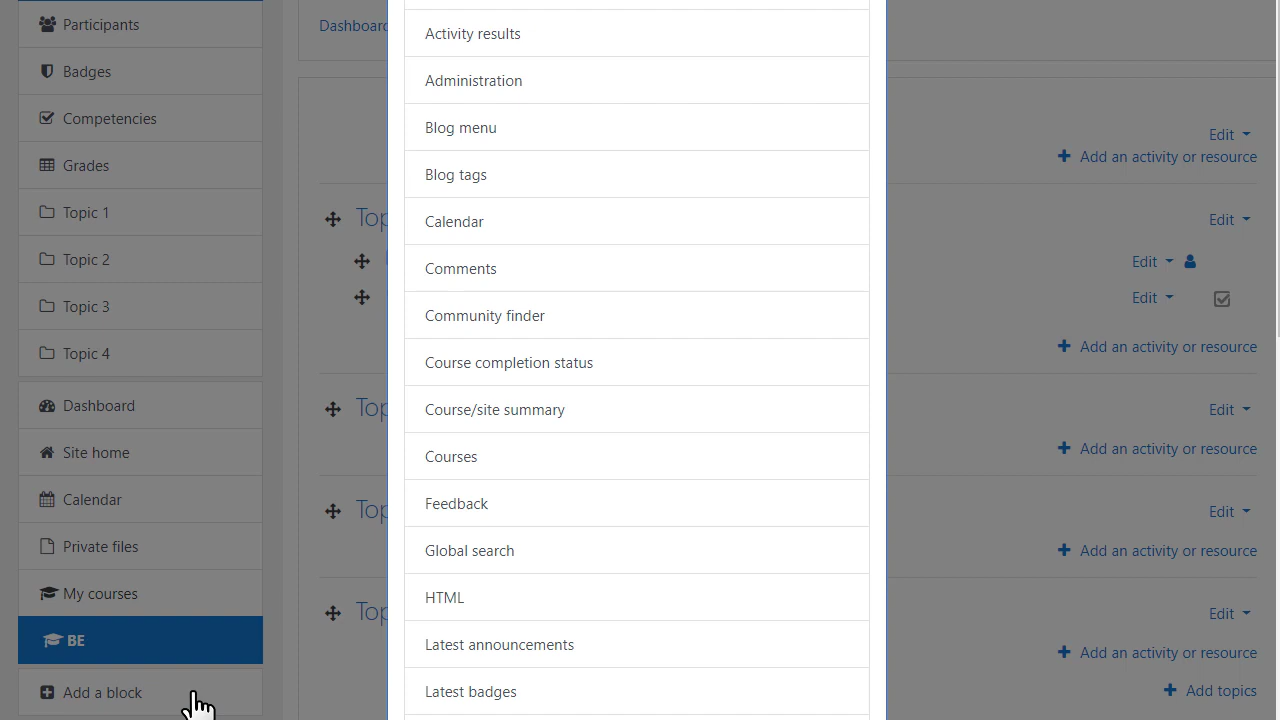 Participants
Badges
Competencies
Grades
Topic 1
Topic 2
Topic 3
Topic 4
Dashboard
Site home
Calendar
Private files
My courses
BE
Add a block
Activity results
Administration
Blog menu
Blog tags
Calendar
Comments
Community finder
Course completion status
Course/site summary
Courses
Feedback
Global search
HTML
Latest announcements
Latest badges
Dashboard
Edit
Add an activity or resource
Top
Edit
Edit
Edit
Add an activity or resource
Top
Edit
Add an activity or resource
Top
Edit
Add an activity or resource
Top
Edit
Add an activity or resource
Add topics